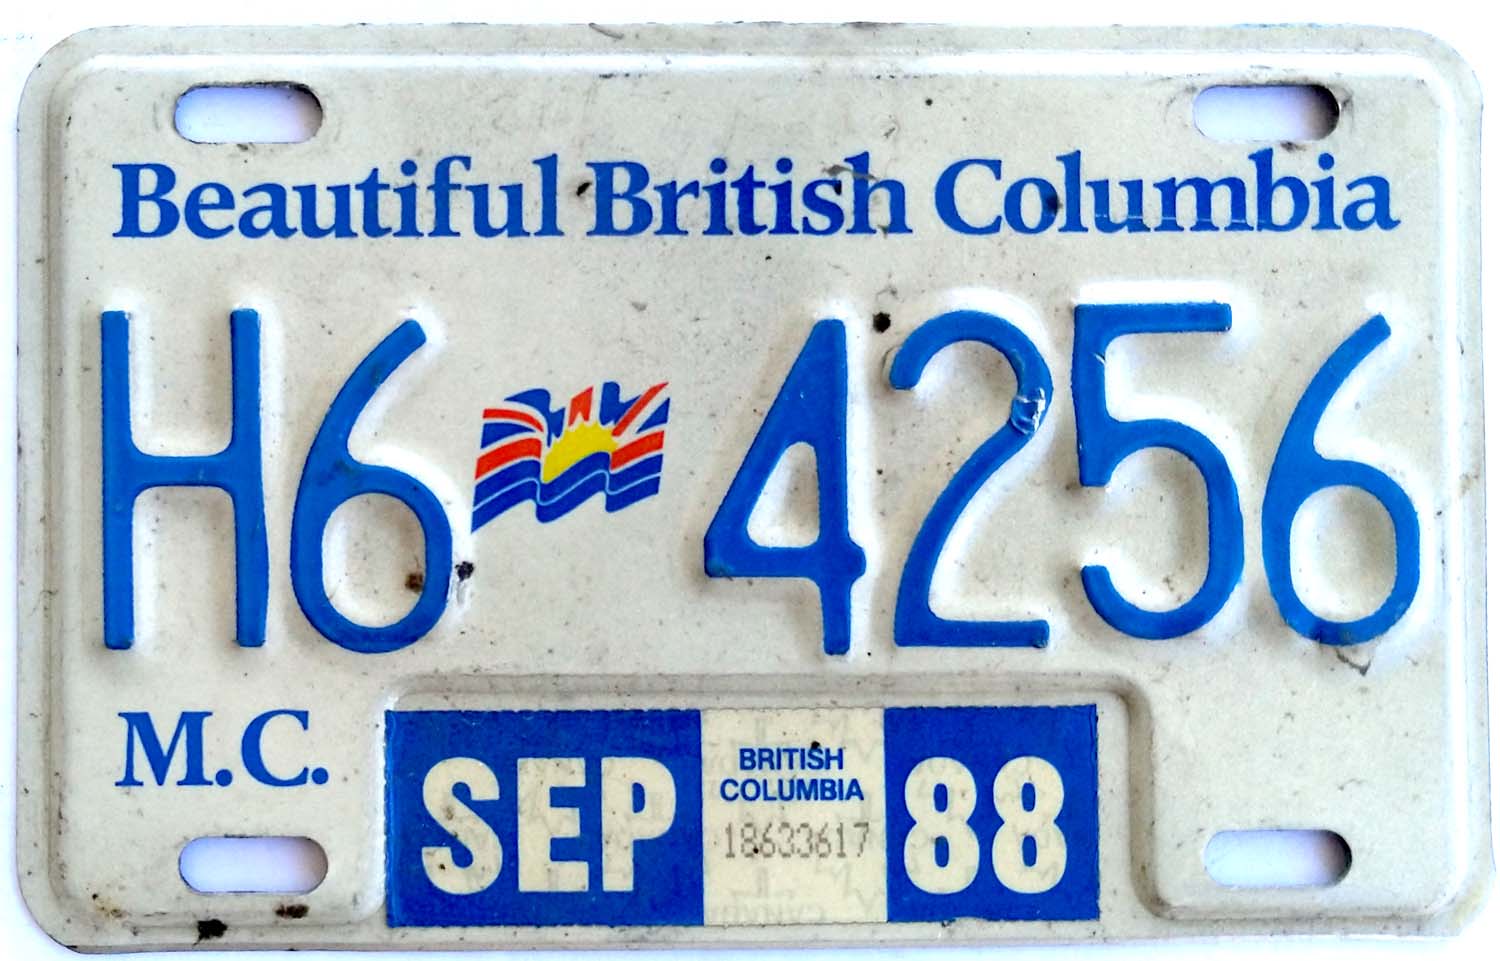 Beautiful British Columbia
H6 4256
M.C.
SEP BRITISH COLUMBIA 18633617 88